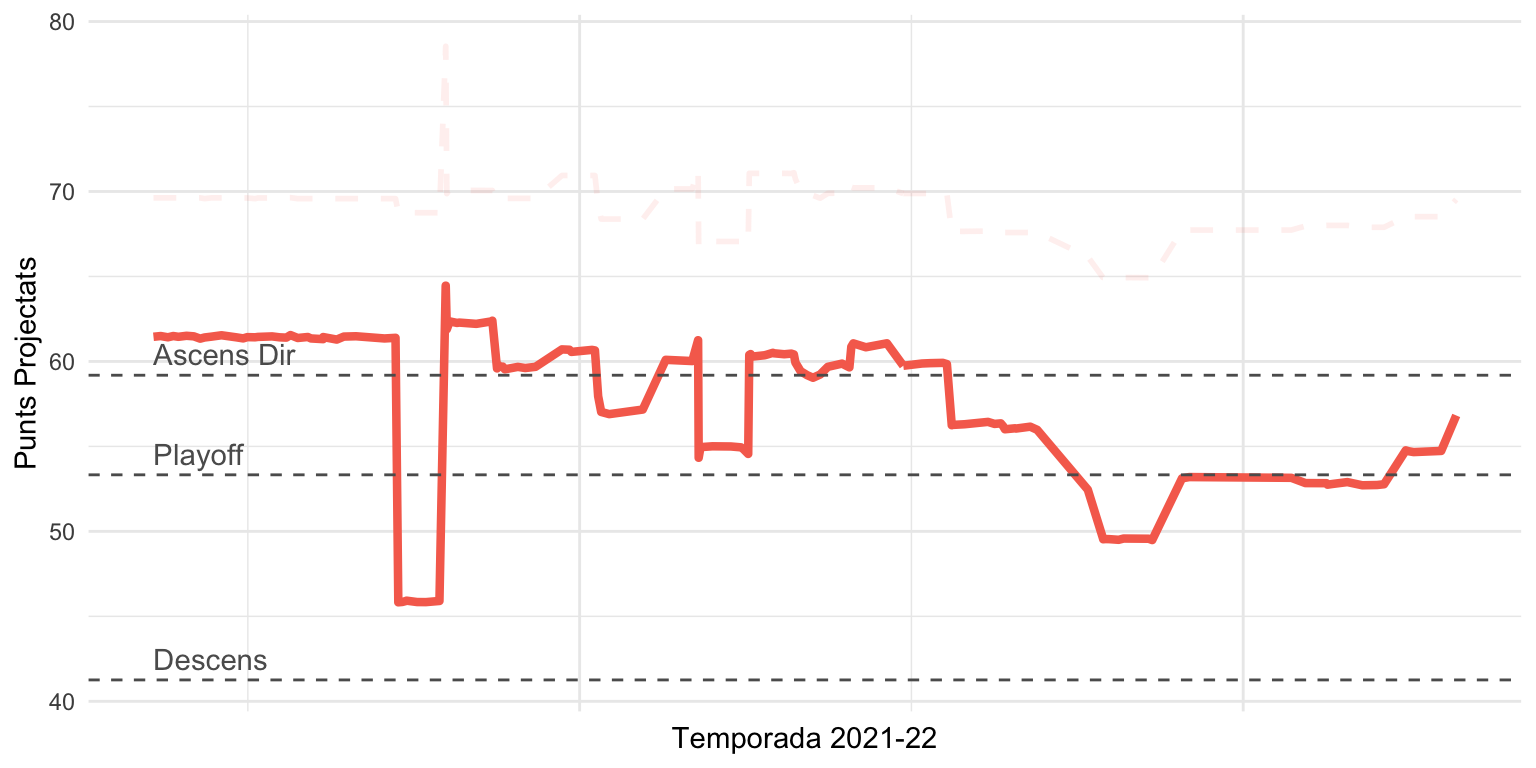 80
70
60
50
40
Punts Projectats
Ascens Dir
Playoff
Descens
Temporada 2021-22